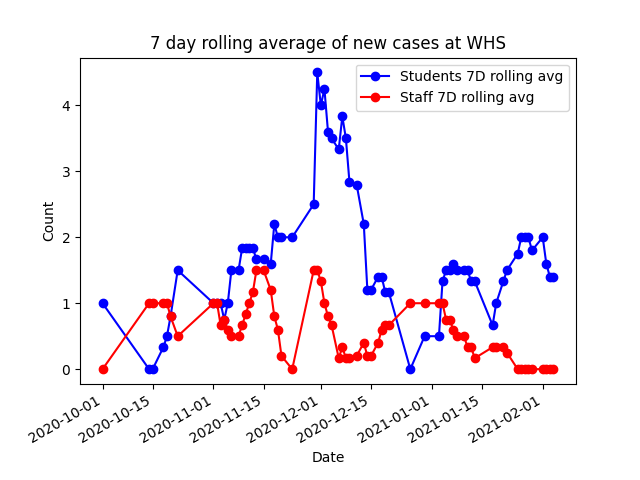 7 day rolling average of new cases at WHS
Students 7D rolling avg
Staff 7D rolling avg
Count
4
3
2
1
0
2020-10-01
2020-10-15
2020-11-01
2020-11-15
2020-12-01
2020-12-15
2021-01-01
2021-01-15
2021-02-01
Date